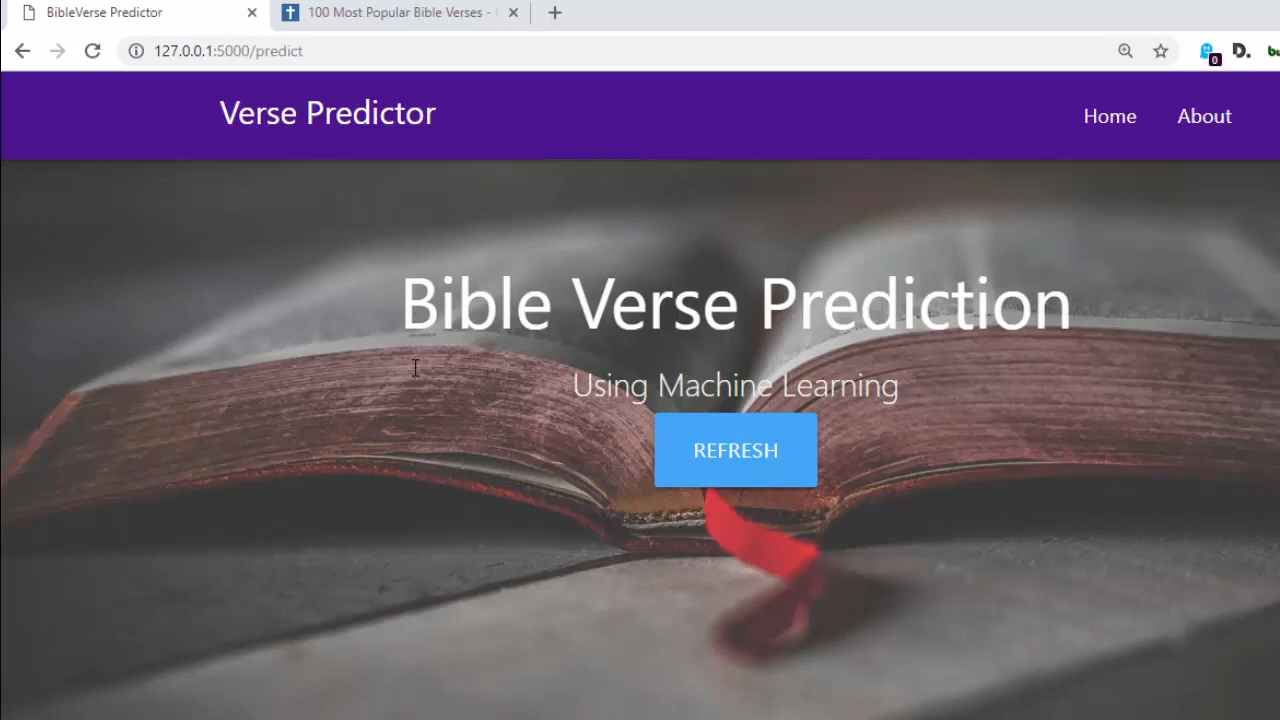 BibleVerse Predictor
100 Most Popular Bible Verses -
127.0.0.1:5000/predict
0
D.
Verse Predictor
Home
About
Bible Verse Prediction
Using Machine Learning
REFRESH